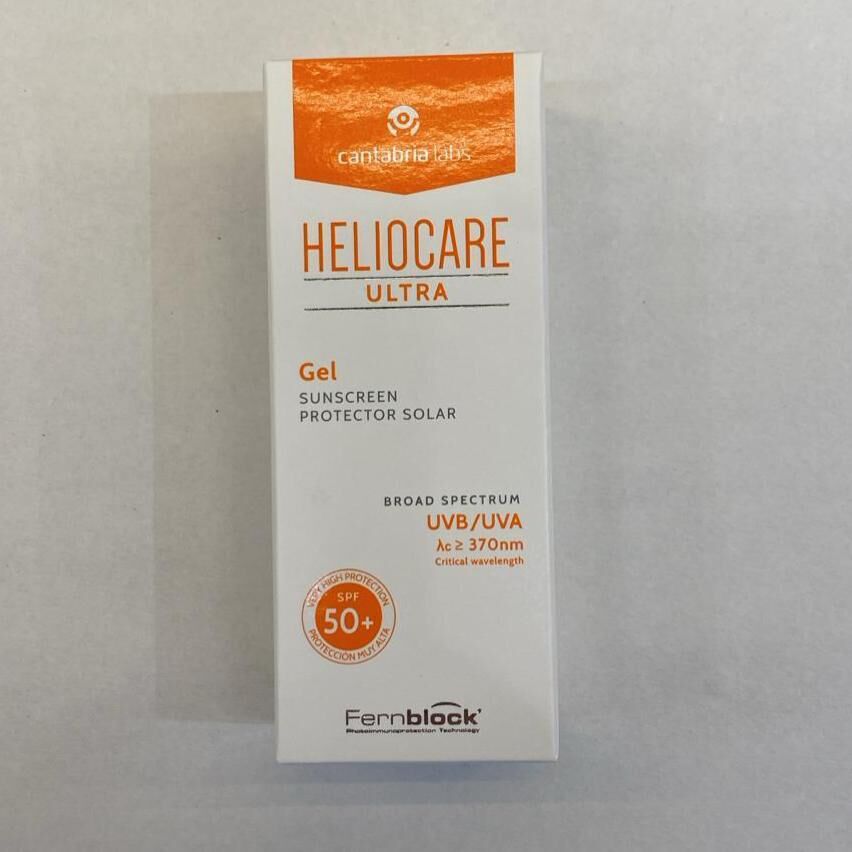 cantabria labs
HELIOCARE
ULTRA
Gel
SUNSCREEN
PROTECTOR SOLAR
BROAD SPECTRUM
UVB/UVA
λc ≥ 370nm
Critical wavelength
VERY HIGH PROTECTION
SPF
50+
PROTECCIÓN MUY ALTA
Fernblock
Photoimmunoprotection Technology